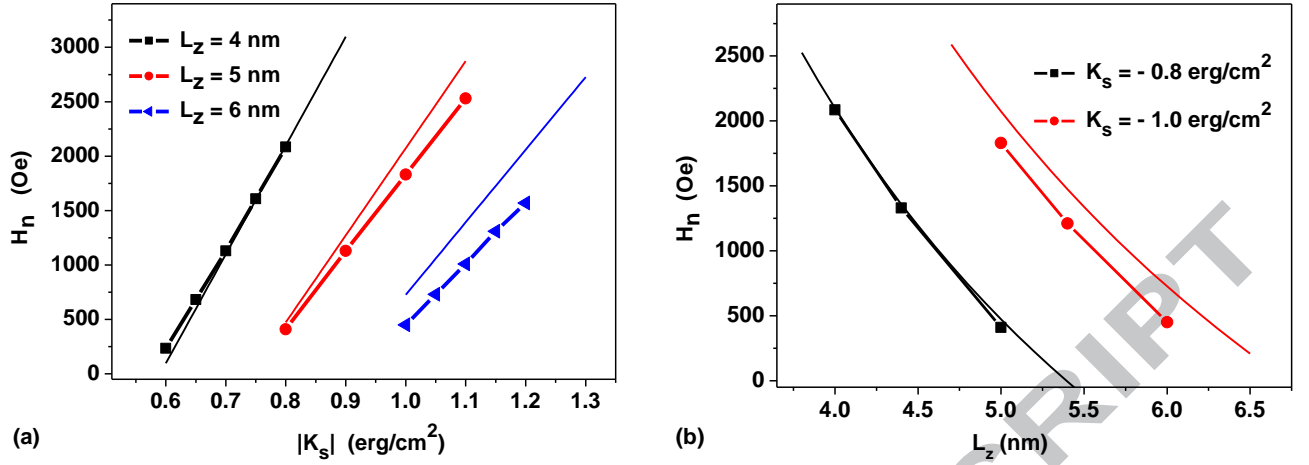 L_z = 4 nm
L_z = 5 nm
L_z = 6 nm
3000
2500
2000
1500
1000
500
0
H_n (Oe)
0.6 0.7 0.8 0.9 1.0 1.1 1.2 1.3
|K_s| (erg/cm^2)
(a)
K_s = - 0.8 erg/cm^2
K_s = - 1.0 erg/cm^2
2500
2000
1500
1000
500
0
H_n (Oe)
4.0 4.5 5.0 5.5 6.0 6.5
L_z (nm)
(b)
CRIPT